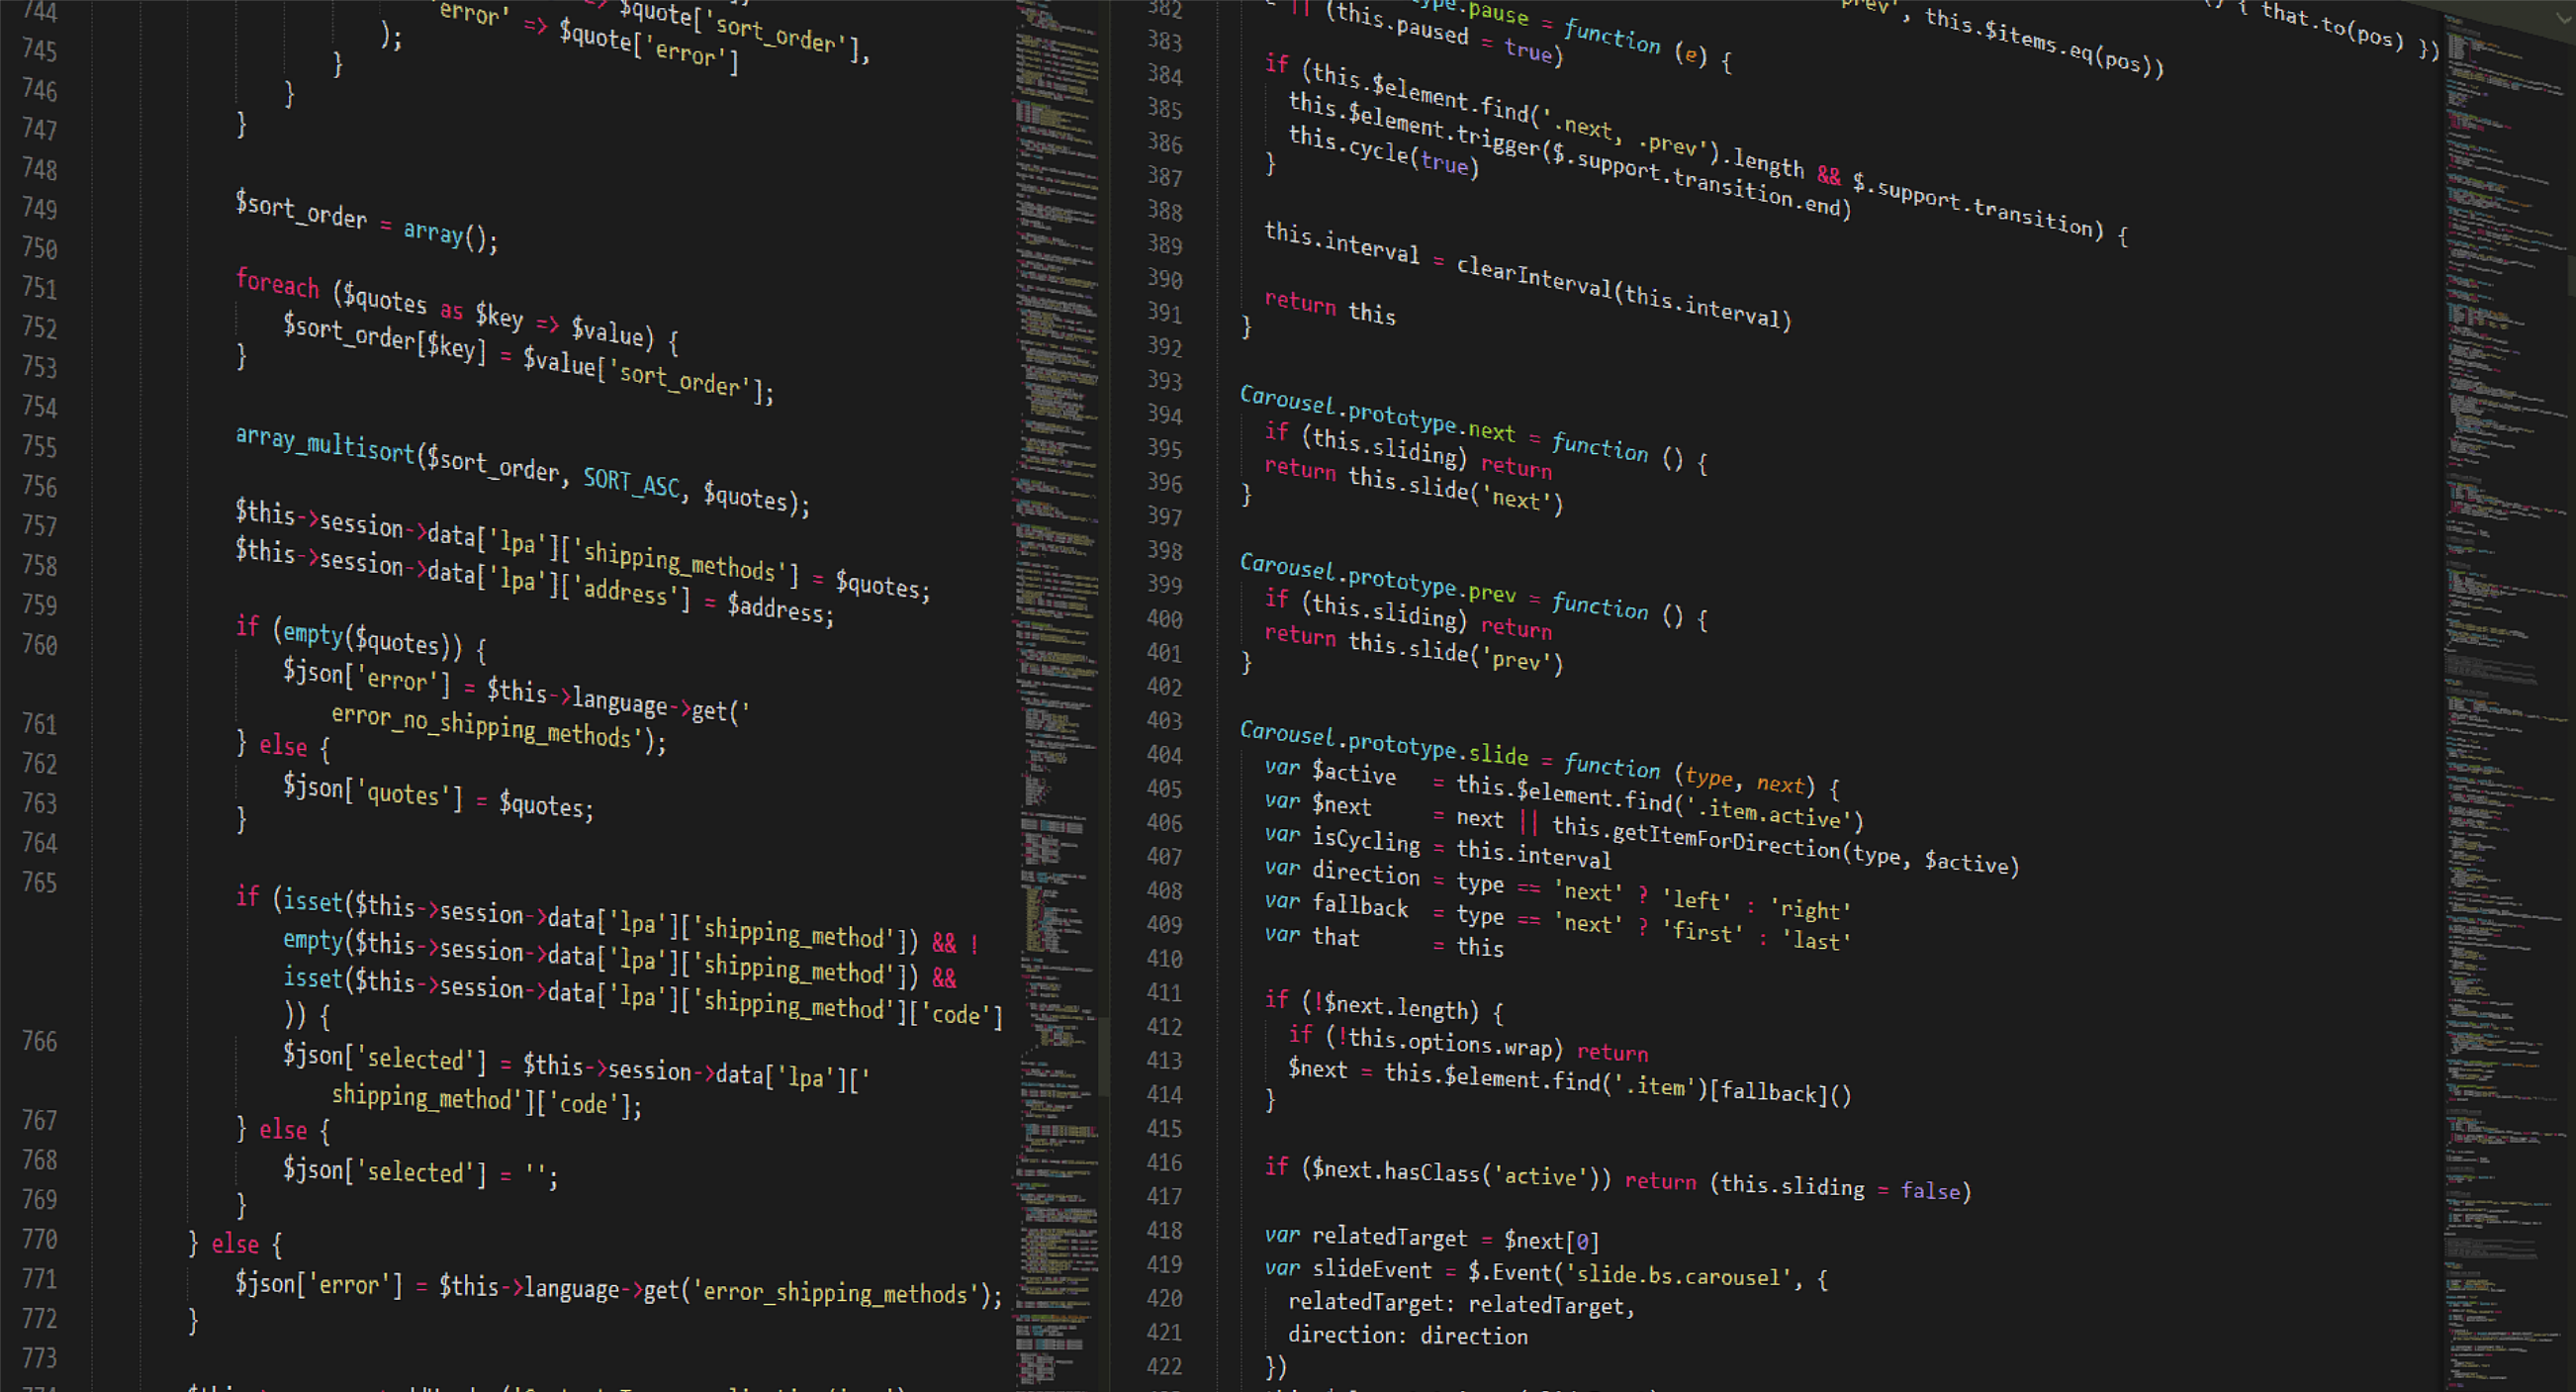 744
745
746
747
748
749
750
751
752
753
754
755
756
757
758
759
760
761
762
763
764
765
766
767
768
769
770
771
772
773
$quote['sort_order'],
'error' => $quote['error']
);
}
}
}
$sort_order = array();
foreach ($quotes as $key => $value) {
$sort_order[$key] = $value['sort_order'];
}
array_multisort($sort_order, SORT_ASC, $quotes);
$this->session->data['lpa']['shipping_methods'] = $quotes;
$this->session->data['lpa']['address'] = $address;
if (empty($quotes)) {
$json['error'] = $this->language->get('
error_no_shipping_methods');
} else {
$json['quotes'] = $quotes;
}
if (isset($this->session->data['lpa']['shipping_method']) && !
empty($this->session->data['lpa']['shipping_method']) &&
isset($this->session->data['lpa']['shipping_method']['code']
)) {
$json['selected'] = $this->session->data['lpa']['
shipping_method']['code'];
} else {
$json['selected'] = '';
}
} else {
$json['error'] = $this->language->get('error_shipping_methods');
}
382
383
384
385
386
387
388
389
390
391
392
393
394
395
396
397
398
399
400
401
402
403
404
405
406
407
408
409
410
411
412
413
414
415
416
417
418
419
420
421
422
', this.$items.eq(pos))
{ that.to(pos) })
.pause = function (e) {
|| (this.paused = true)
if (this.$element.find('.next, .prev').length && $.support.transition) {
this.$element.trigger($.support.transition.end)
this.cycle(true)
}
this.interval = clearInterval(this.interval)
return this
}
Carousel.prototype.next = function () {
if (this.sliding) return
return this.slide('next')
}
Carousel.prototype.prev = function () {
if (this.sliding) return
return this.slide('prev')
}
Carousel.prototype.slide = function (type, next) {
var $active = this.$element.find('.item.active')
var $next = next || this.getItemForDirection(type, $active)
var isCycling = this.interval
var direction = type == 'next' ? 'left' : 'right'
var fallback = type == 'next' ? 'first' : 'last'
var that = this
if (!$next.length) {
if (!this.options.wrap) return
$next = this.$element.find('.item')[fallback]()
}
if ($next.hasClass('active')) return (this.sliding = false)
var relatedTarget = $next[0]
var slideEvent = $.Event('slide.bs.carousel', {
relatedTarget: relatedTarget,
direction: direction
})